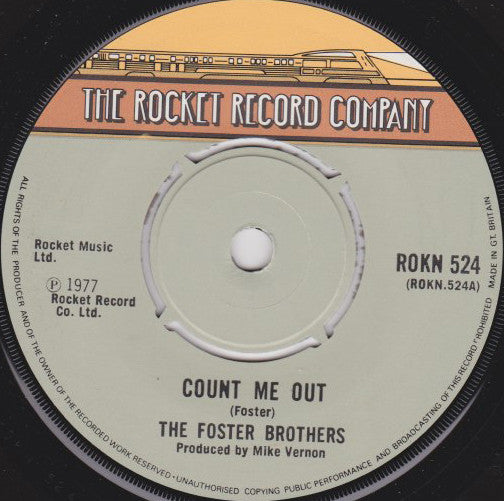 THE ROCKET RECORD COMPANY
Rocket Music
Ltd.
℗ 1977
Rocket Record
Co. Ltd.
ROKN 524
(ROKN.524A)
COUNT ME OUT
(Foster)
THE FOSTER BROTHERS
Produced by Mike Vernon
ALL RIGHTS OF THE PRODUCER AND OF THE OWNER OF THE RECORDED WORK RESERVED • UNAUTHORISED COPYING PUBLIC PERFORMANCE AND BROADCASTING OF THIS RECORD PROHIBITED MADE IN GT. BRITAIN